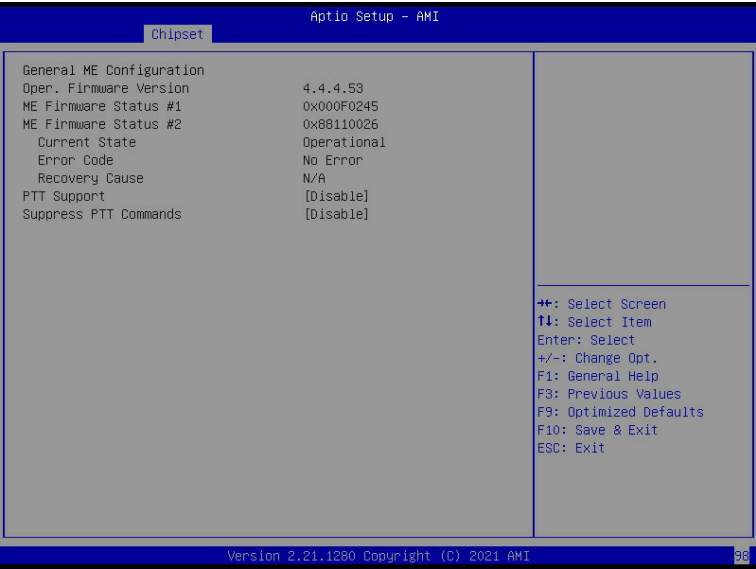 Aptio Setup – AMI
Chipset
General ME Configuration
Oper. Firmware Version 4.4.4.53
ME Firmware Status #1 0x000F0245
ME Firmware Status #2 0x88110026
Current State Operational
Error Code No Error
Recovery Cause N/A
PTT Support [Disable]
Suppress PTT Commands [Disable]
→←: Select Screen
↑↓: Select Item
Enter: Select
+/-: Change Opt.
F1: General Help
F3: Previous Values
F9: Optimized Defaults
F10: Save & Exit
ESC: Exit
Version 2.21.1280 Copyright (C) 2021 AMI
98